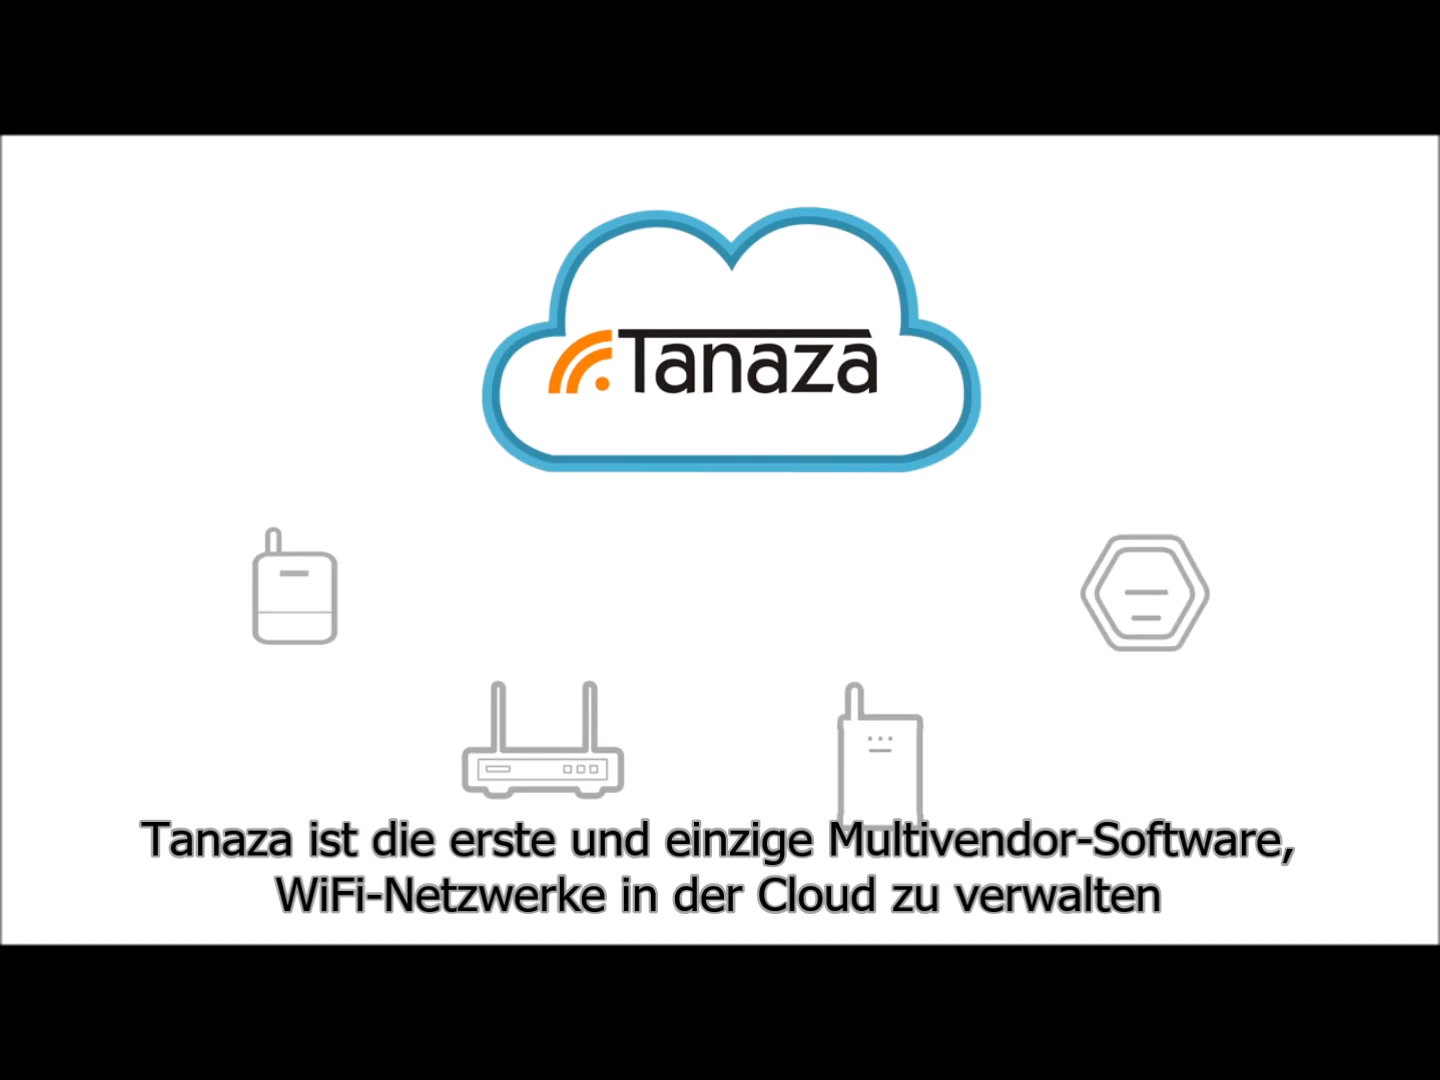 Tanaza
Tanaza ist die erste und einzige Multivendor-Software,
WiFi-Netzwerke in der Cloud zu verwalten